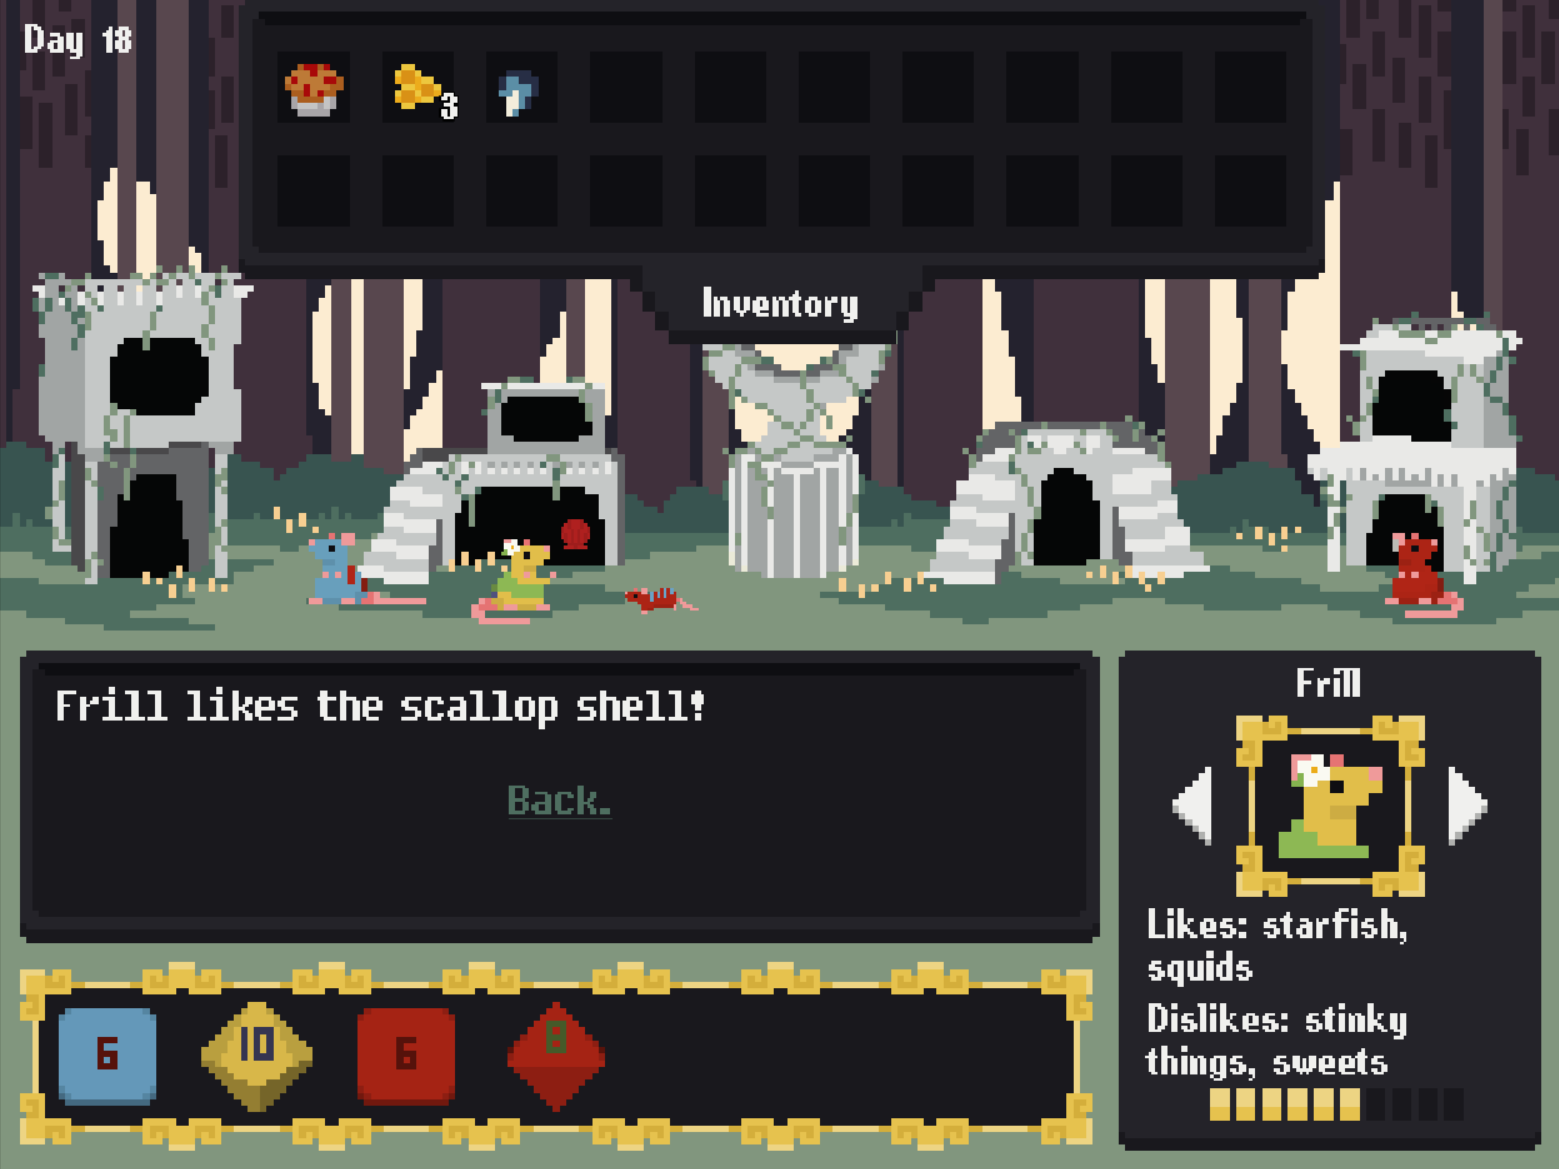 Day 18
3
Inventory
Frill likes the scallop shell!
Back.
Frill
Likes: starfish,
squids
Dislikes: stinky
things, sweets
6
10
6
8